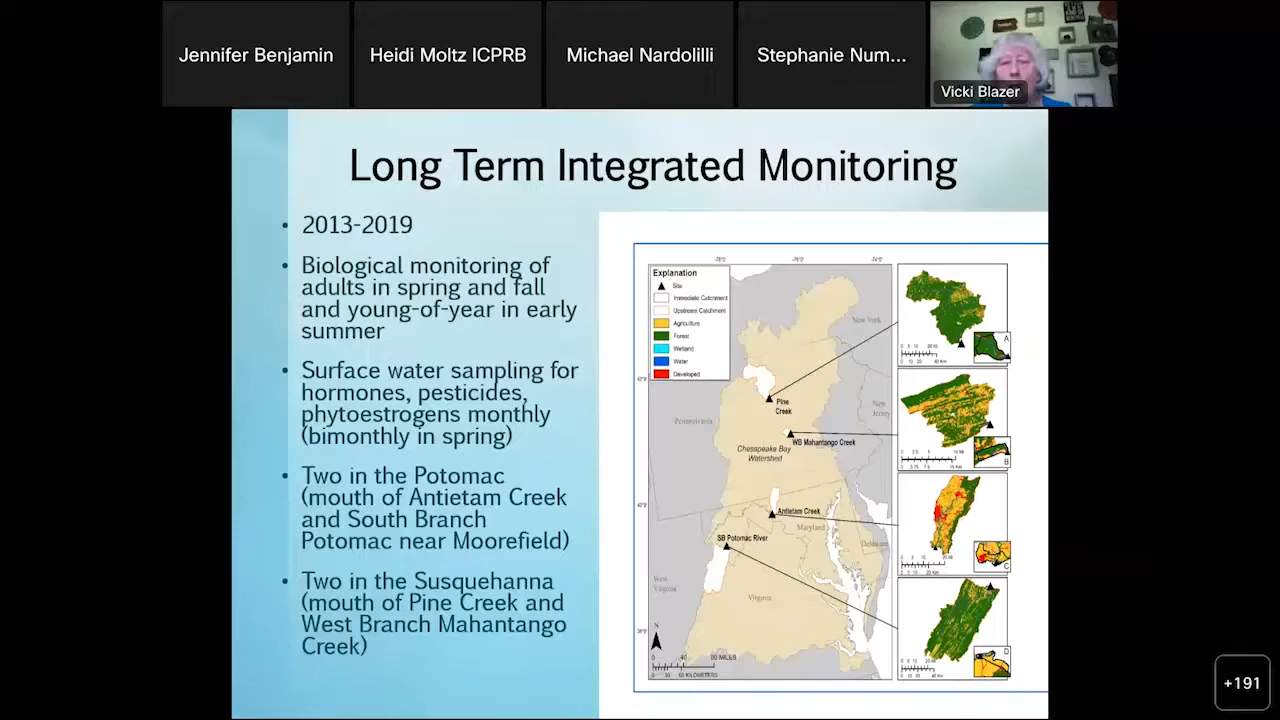 Jennifer Benjamin
Heidi Moltz ICPRB
Michael Nardolilli
Stephanie Num...
Vicki Blazer
Long Term Integrated Monitoring
• 2013-2019
• Biological monitoring of
adults in spring and fall
and young-of-year in early
summer
• Surface water sampling for
hormones, pesticides,
phytoestrogens monthly
(bimonthly in spring)
• Two in the Potomac
(mouth of Antietam Creek
and South Branch
Potomac near Moorefield)
• Two in the Susquehanna
(mouth of Pine Creek and
West Branch Mahantango
Creek)
Explanation
Site
Immediate Catchment
Upstream Catchment
Agriculture
Forest
Wetland
Water
Developed
New York
Pine
Creek
New
Jersey
Pennsylvania
WB Mahantango Creek
Chesapeake Bay
Watershed
Antietam Creek
Maryland
SB Potomac River
Delaware
West
Virginia
Virginia
N
A
B
C
D
+191